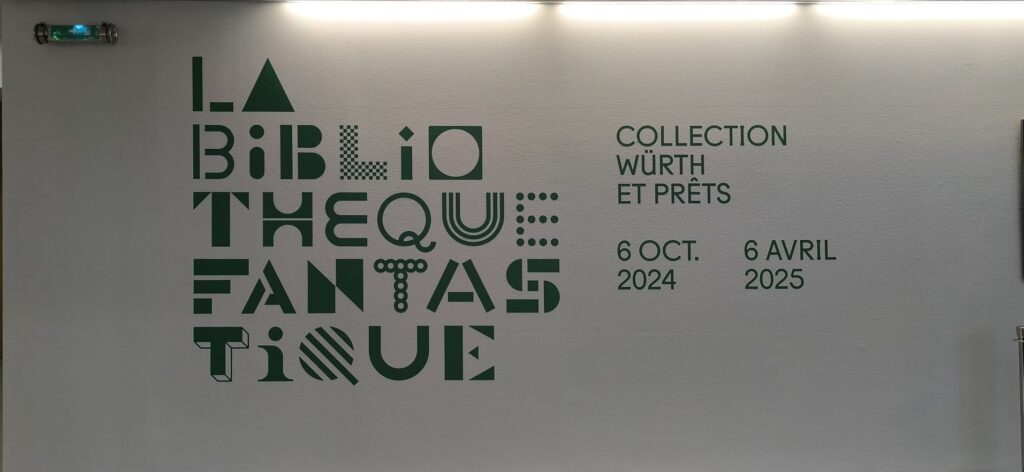 LA
BiBLiO
THEQUE
FANTAS
TiQUE
COLLECTION
WÜRTH
ET PRÊTS
6 OCT.
2024
6 AVRIL
2025